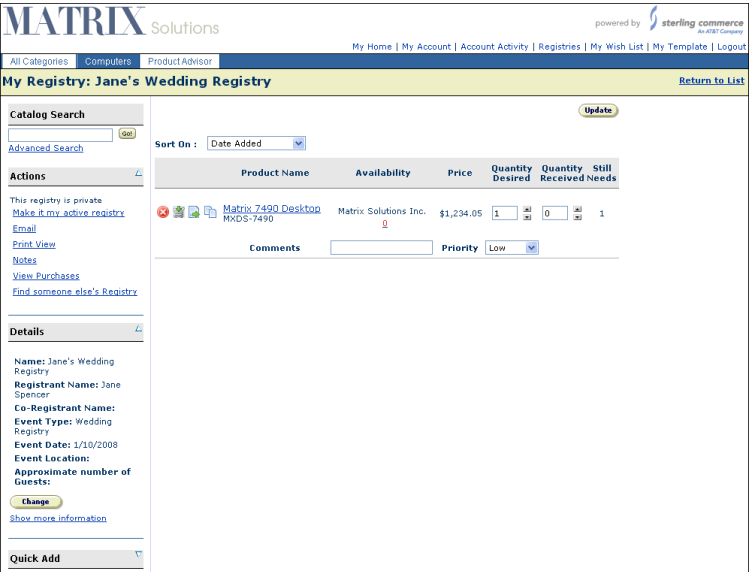 MATRIX Solutions
powered by sterling commerce
An AT&T Company
My Home | My Account | Account Activity | Registries | My Wish List | My Template | Logout
All Categories Computers Product Advisor
My Registry: Jane's Wedding Registry Return to List
Catalog Search
Go!
Advanced Search
Actions
This registry is private
Make it my active registry
Email
Print View
Notes
View Purchases
Find someone else's Registry
Details
Name: Jane's Wedding
Registry
Registrant Name: Jane
Spencer
Co-Registrant Name:
Event Type: Wedding
Registry
Event Date: 1/10/2008
Event Location:
Approximate number of
Guests:
Change
Show more information
Quick Add
Update
Sort On : Date Added
Product Name Availability Price Quantity Desired Quantity Received Still Needs
Matrix 7490 Desktop Matrix Solutions Inc. $1,234.05 1 0 1
MXDS-7490 0
Comments Priority Low